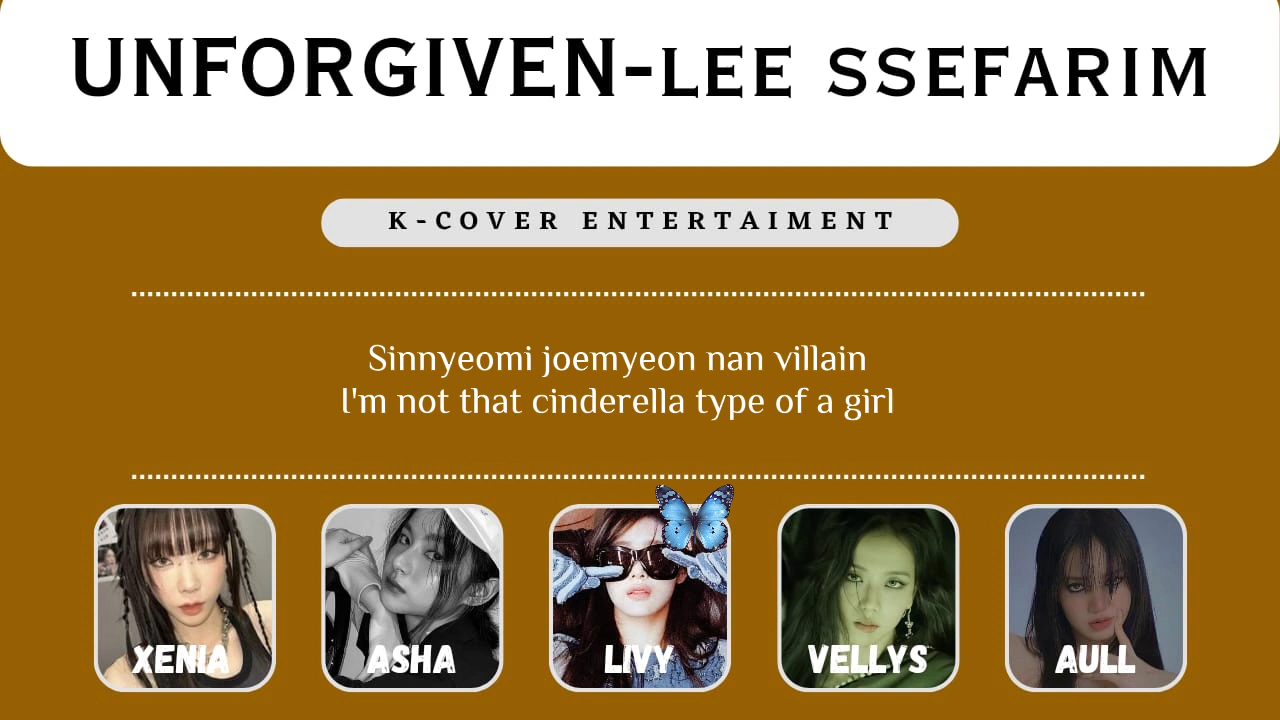 UNFORGIVEN-LEE SSEFARIM
K-COVER ENTERTAIMENT
Sinnyeomi joemyeon nan villain
I'm not that cinderella type of a girl
XENIA
ASHA
LIVY
VELLYS
AULL